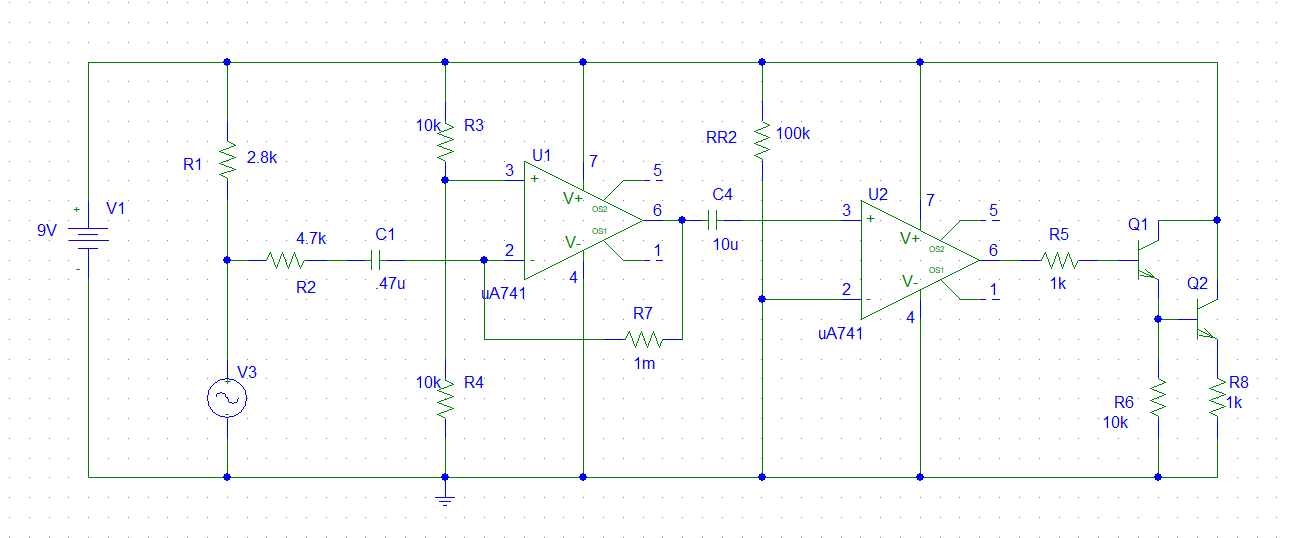 9V
+
V1
-
R1
2.8k
4.7k
R2
C1
.47u
V3
+
-
10k
R3
10k
R4
U1
3
+
2
-
7
V+
OS2
5
6
V-
OS1
1
4
uA741
R7
1m
C4
10u
RR2
100k
U2
3
+
2
-
7
V+
OS2
5
6
V-
OS1
1
4
uA741
R5
1k
Q1
Q2
R6
10k
R8
1k